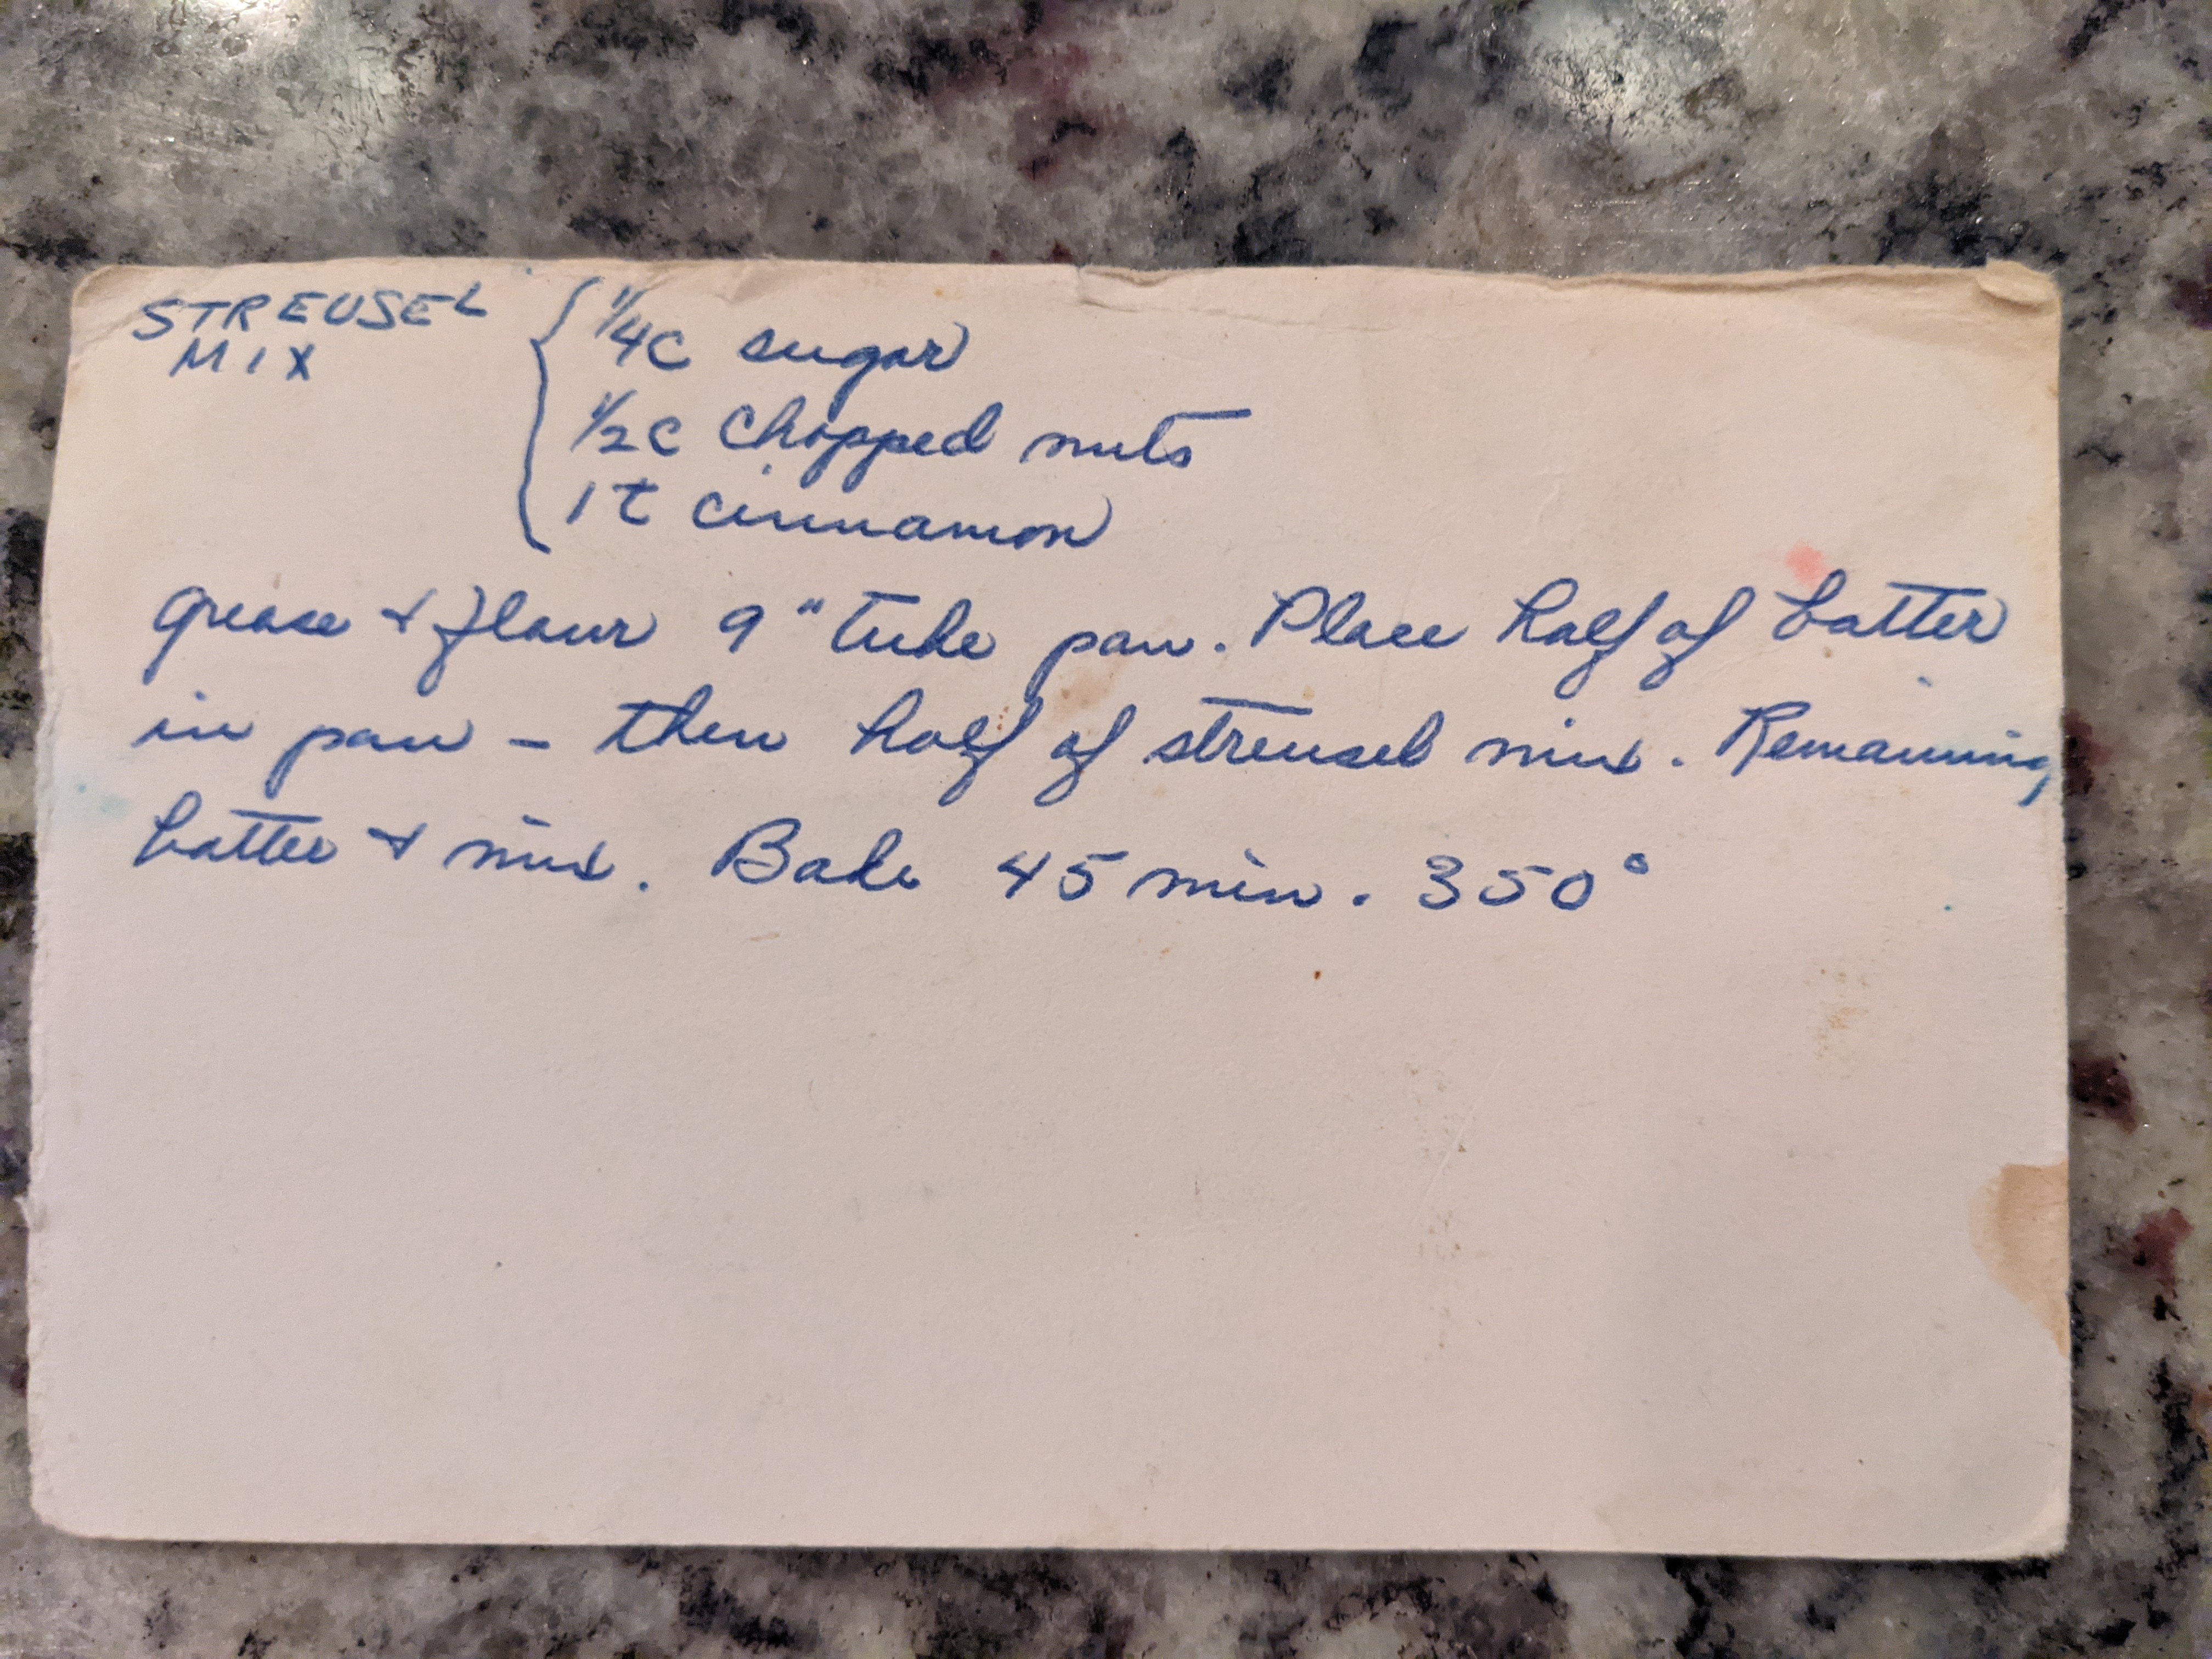 STREUSEL MIX { 1/4c sugar
1/2c chopped nuts
1t cinnamon
grease & flour 9" tube pan. Place half of batter
in pan - then half of streusel mix. Remaining
batter & mix. Bake 45 min. 350°